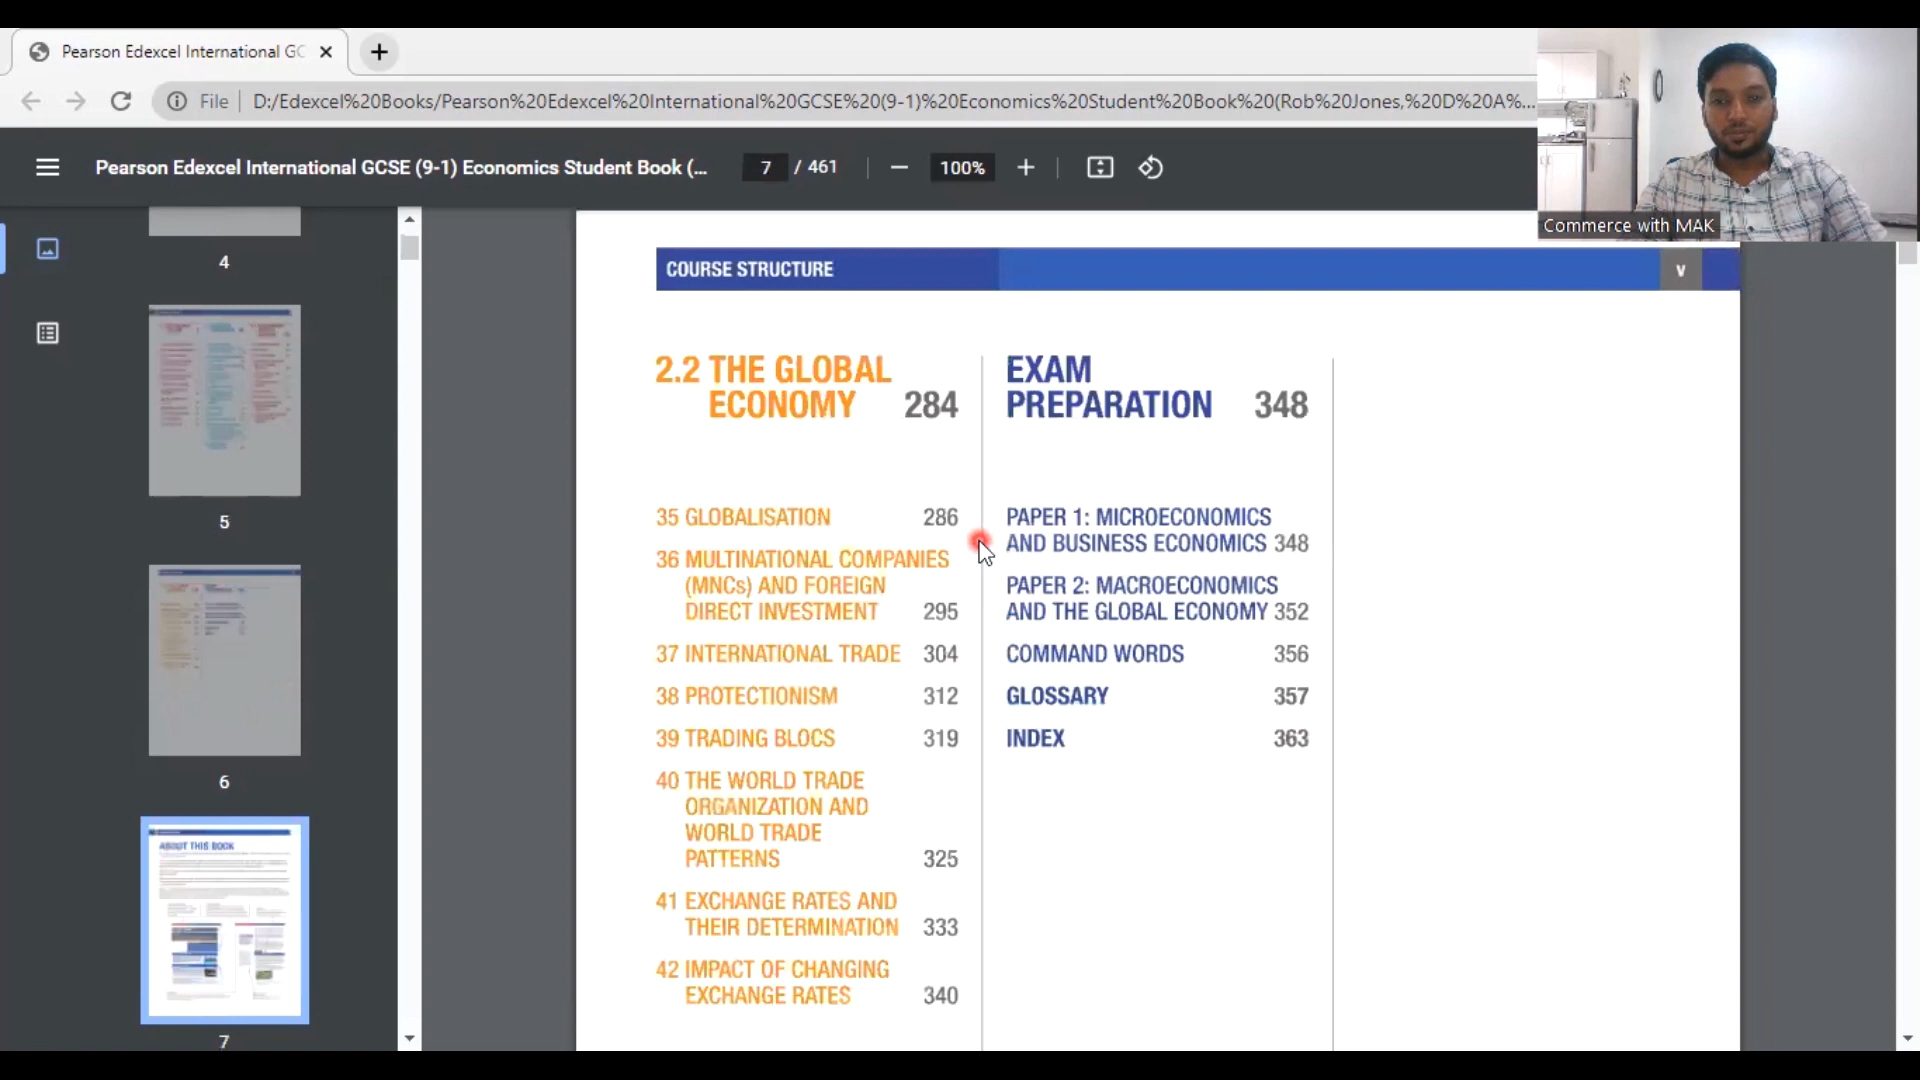 Pearson Edexcel International GC
File
D:/Edexcel%20Books/Pearson%20Edexcel%20International%20GCSE%20(9-1)%20Economics%20Student%20Book%20(Rob%20Jones,%20D%20A%...
Commerce with MAK
Pearson Edexcel International GCSE (9-1) Economics Student Book (...
7 / 461
100%
4
5
6
ABOUT THIS BOOK
7
COURSE STRUCTURE
V
2.2 THE GLOBAL
ECONOMY 284
35 GLOBALISATION 286
36 MULTINATIONAL COMPANIES
(MNCs) AND FOREIGN
DIRECT INVESTMENT 295
37 INTERNATIONAL TRADE 304
38 PROTECTIONISM 312
39 TRADING BLOCS 319
40 THE WORLD TRADE
ORGANIZATION AND
WORLD TRADE
PATTERNS 325
41 EXCHANGE RATES AND
THEIR DETERMINATION 333
42 IMPACT OF CHANGING
EXCHANGE RATES 340
EXAM
PREPARATION 348
PAPER 1: MICROECONOMICS
AND BUSINESS ECONOMICS 348
PAPER 2: MACROECONOMICS
AND THE GLOBAL ECONOMY 352
COMMAND WORDS 356
GLOSSARY 357
INDEX 363